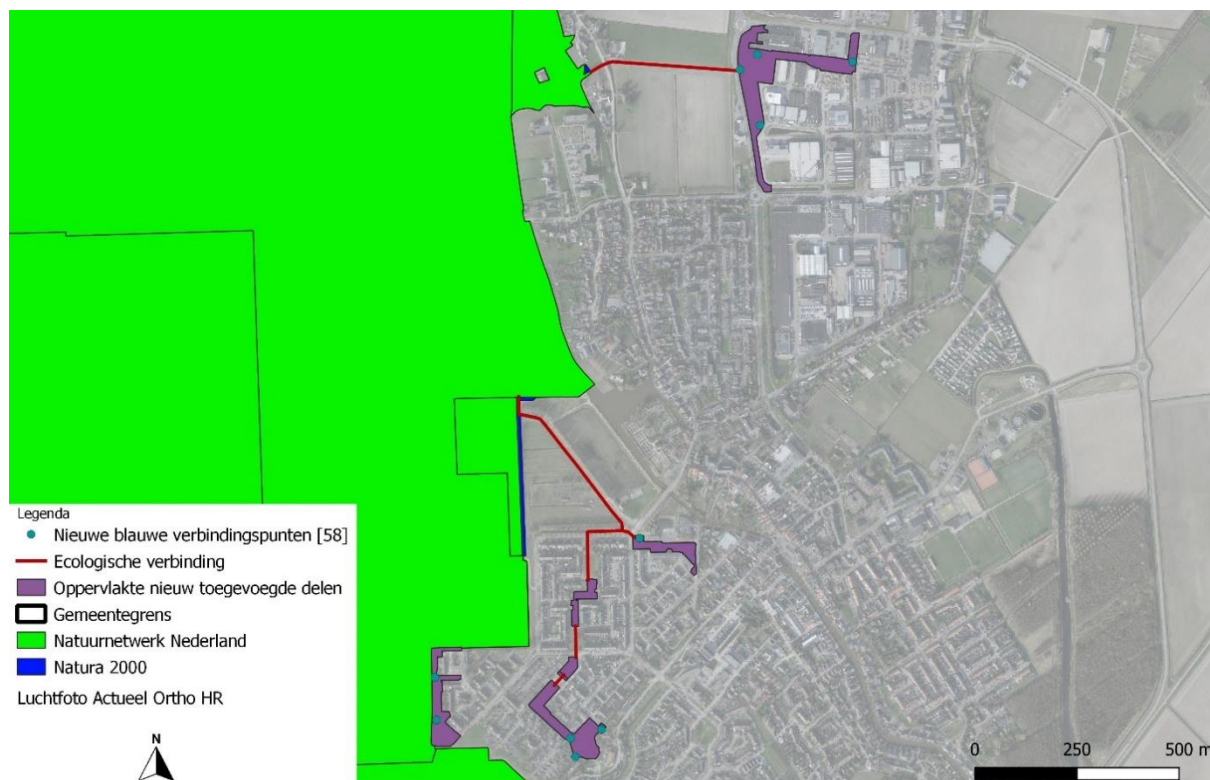 Legenda
Nieuwe blauwe verbindingspunten [58]
Ecologische verbinding
Oppervlakte nieuw toegevoegde delen
Gemeentegrens
Natuurnetwerk Nederland
Natura 2000
Luchtfoto Actueel Ortho HR
N
0 250 500 m